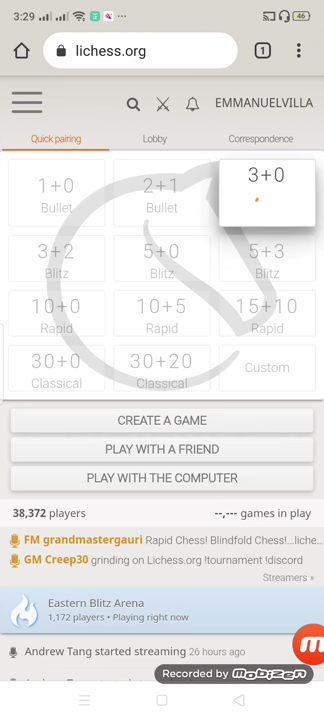 3:29 46
lichess.org 1
EMMANUELVILLA
Quick pairing Lobby Correspondence
1+0 2+1 3+0
Bullet Bullet
3+2 5+0 5+3
Blitz Blitz Blitz
10+0 10+5 15+10
Rapid Rapid Rapid
30+0 30+20 Custom
Classical Classical
CREATE A GAME
PLAY WITH A FRIEND
PLAY WITH THE COMPUTER
38,372 players --,--- games in play
FM grandmastergauri Rapid Chess! Blindfold Chess!...liche...
GM Creep30 grinding on Lichess.org !tournament !discord
Streamers »
Eastern Blitz Arena
1,172 players • Playing right now
Andrew Tang started streaming 26 hours ago
Recorded by mobizen